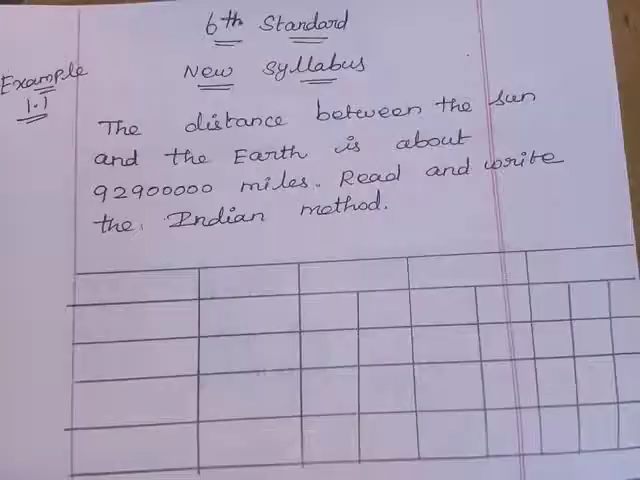 6th Standard
New Syllabus
Example
1.1
The distance between the sun
and the Earth is about
92900000 miles. Read and write
the Indian method.